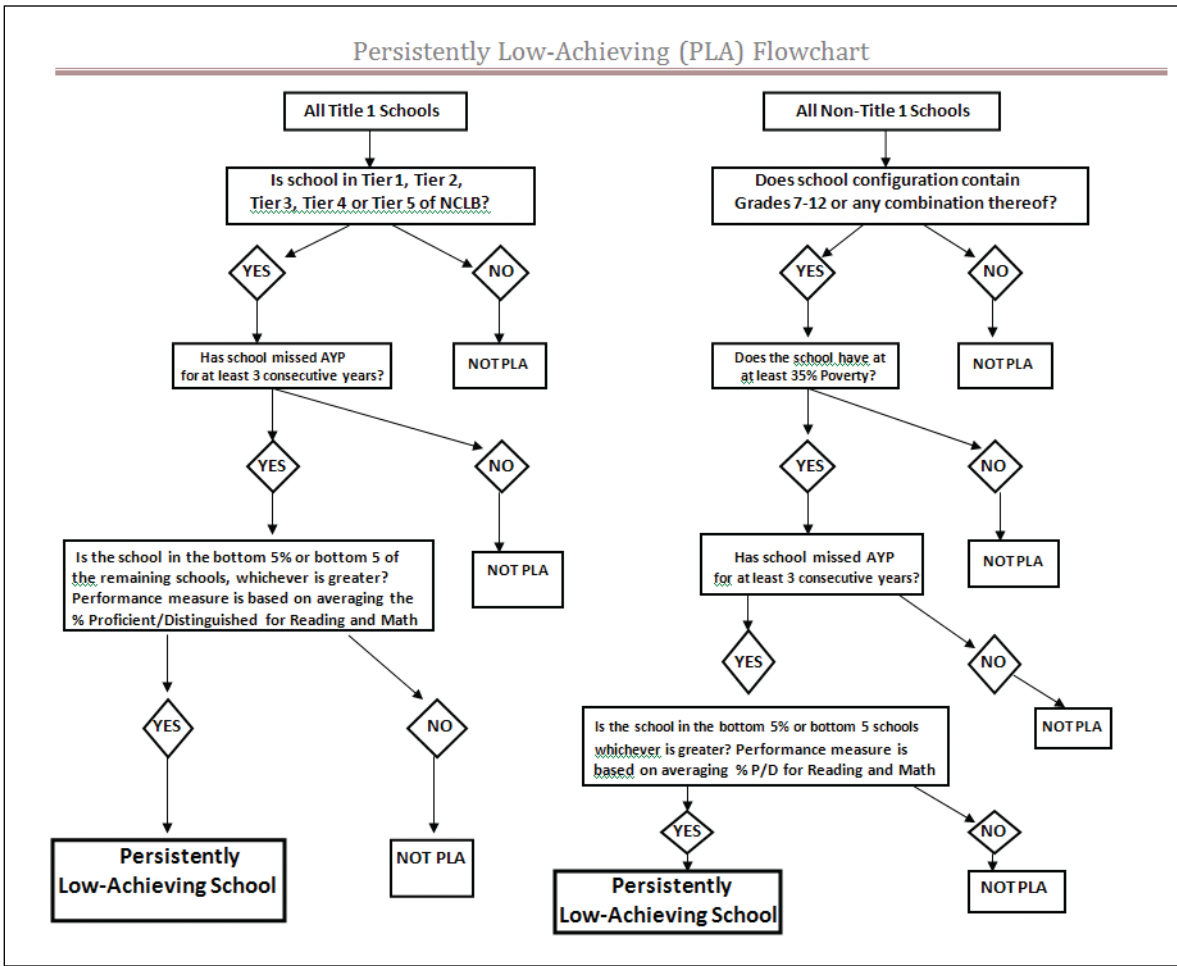 Persistently Low-Achieving (PLA) Flowchart
All Title 1 Schools
Is school in Tier 1, Tier 2,
Tier 3, Tier 4 or Tier 5 of NCLB?
YES
NO
Has school missed AYP
for at least 3 consecutive years?
NOT PLA
YES
NO
Is the school in the bottom 5% or bottom 5 of
the remaining schools, whichever is greater?
Performance measure is based on averaging the
% Proficient/Distinguished for Reading and Math
NOT PLA
YES
NO
Persistently
Low-Achieving School
NOT PLA
All Non-Title 1 Schools
Does school configuration contain
Grades 7-12 or any combination thereof?
YES
NO
Does the school have at
at least 35% Poverty?
NOT PLA
YES
NO
Has school missed AYP
for at least 3 consecutive years?
NOT PLA
YES
NO
Is the school in the bottom 5% or bottom 5 schools
whichever is greater? Performance measure is
based on averaging % P/D for Reading and Math
NOT PLA
YES
NO
Persistently
Low-Achieving School
NOT PLA